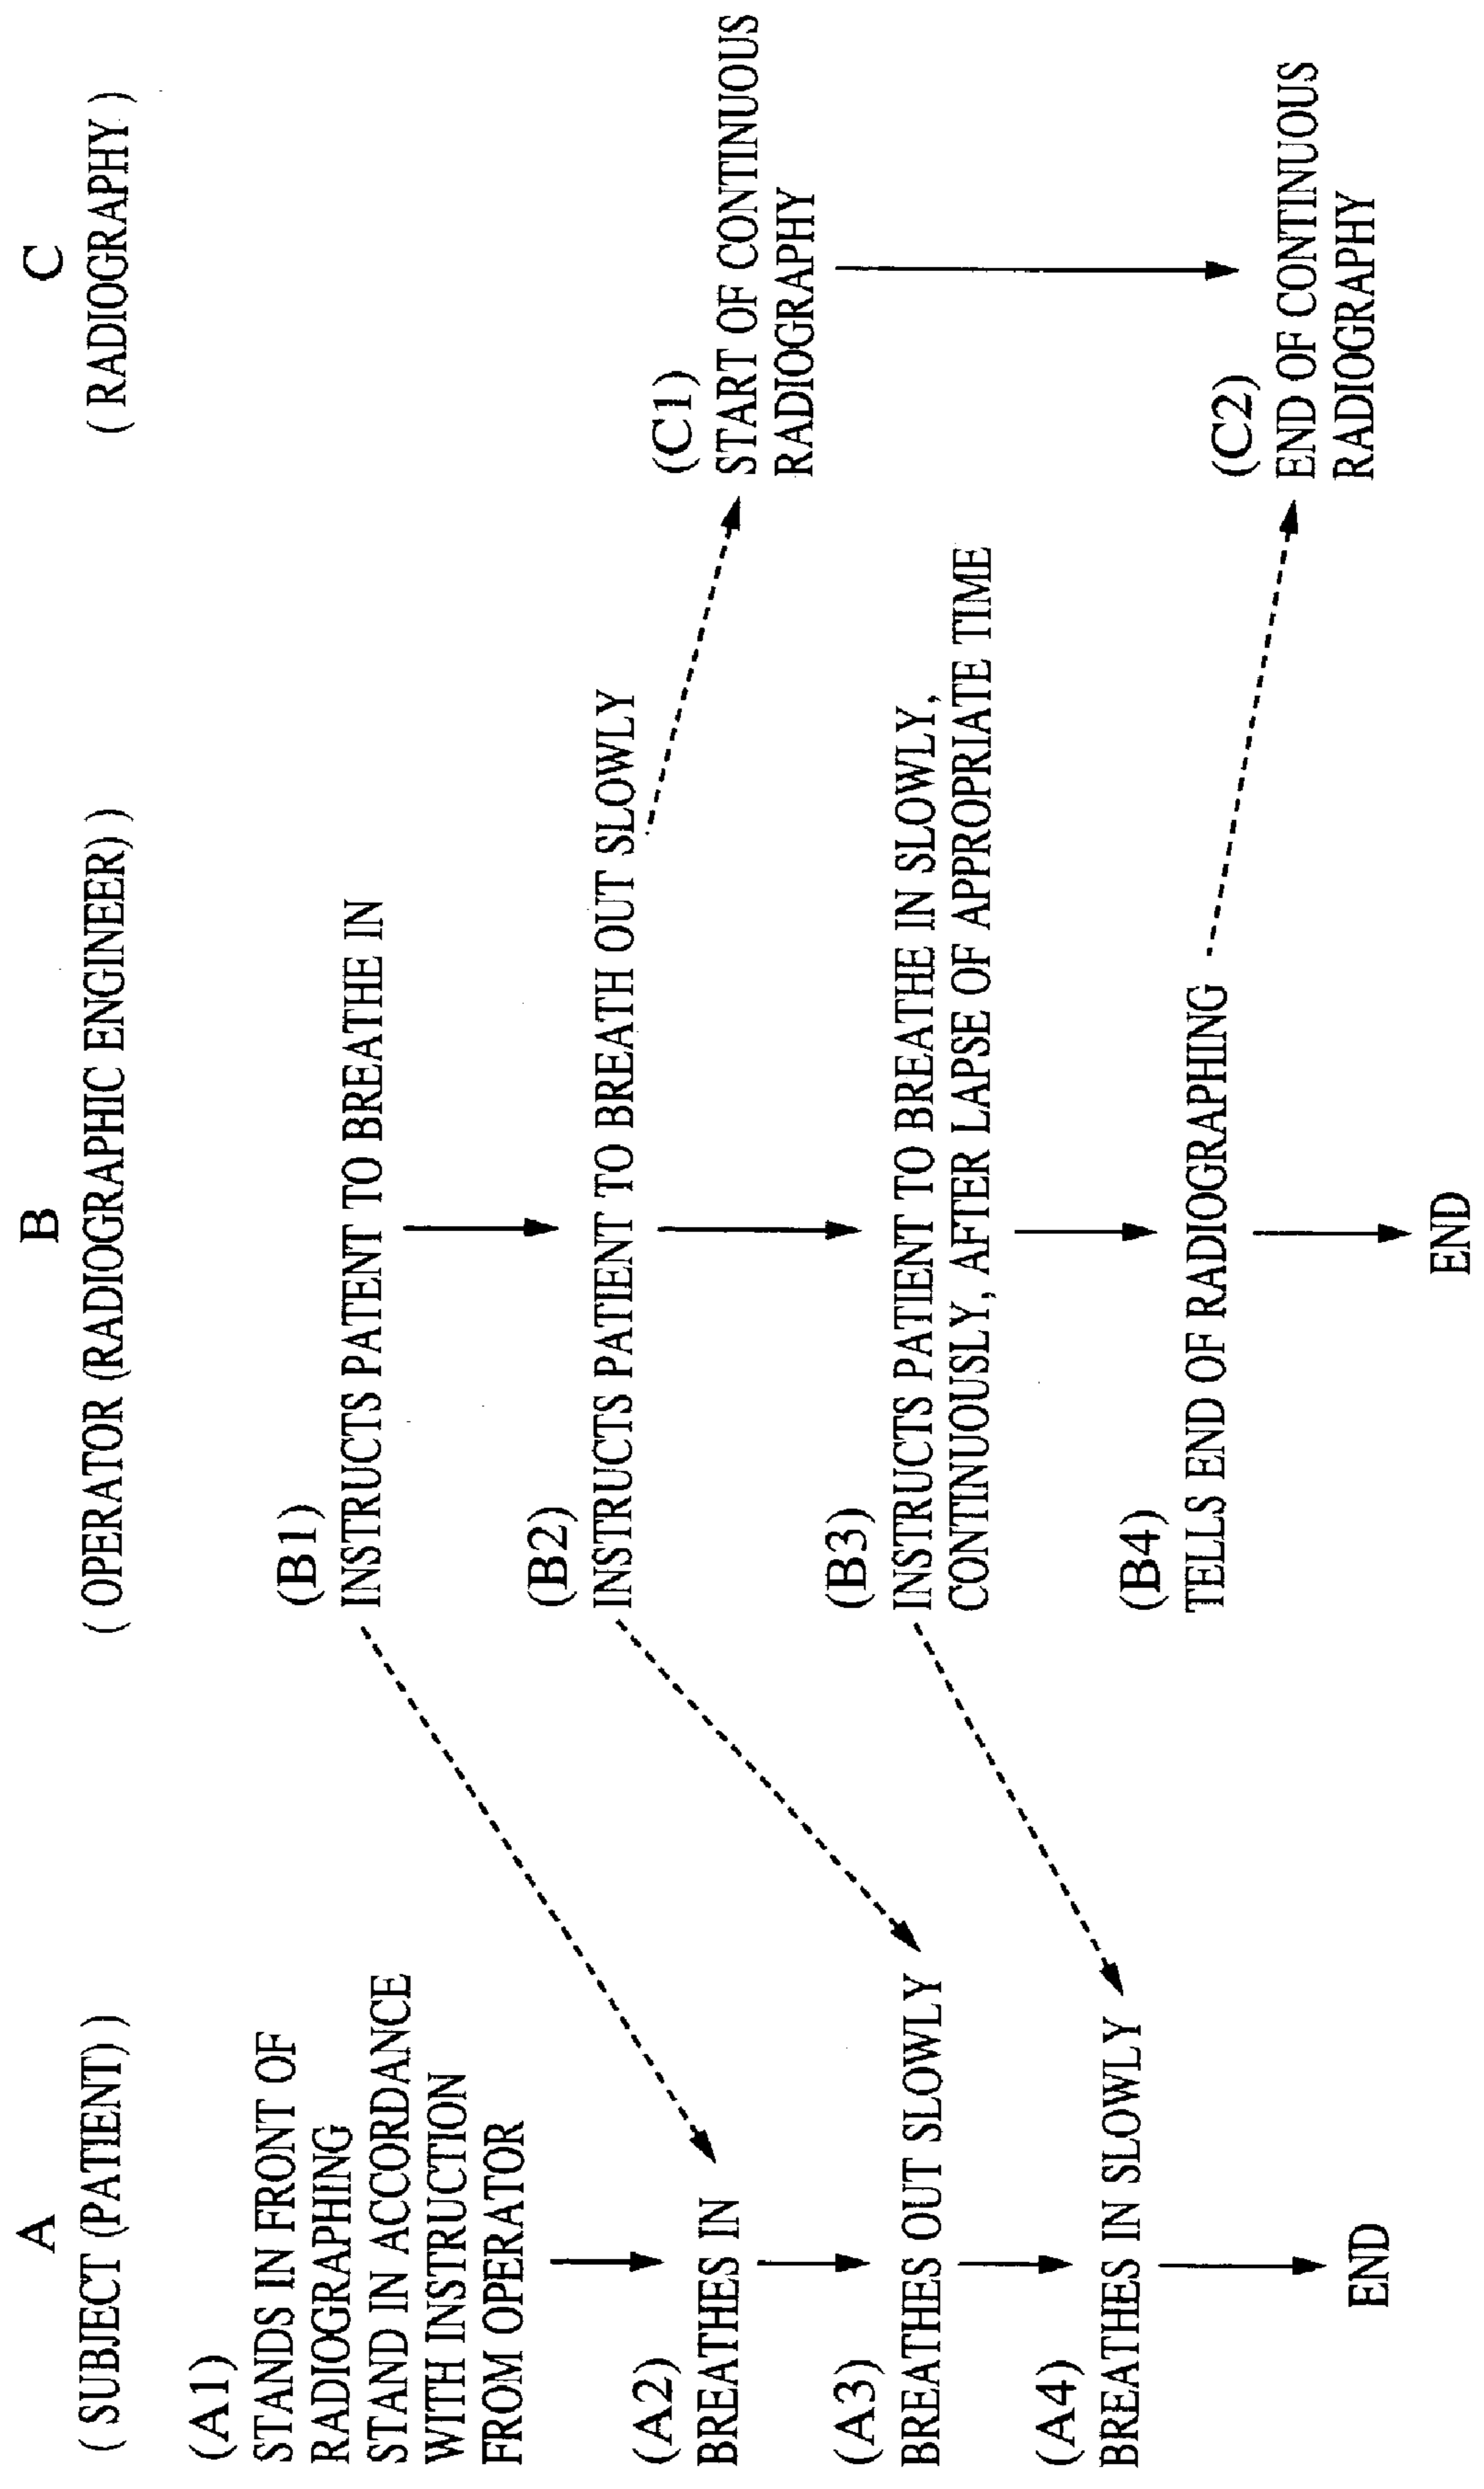 A
( SUBJECT (PATIENT) )
(A1)
STANDS IN FRONT OF
RADIOGRAPHING
STAND IN ACCORDANCE
WITH INSTRUCTION
FROM OPERATOR
(A2)
BREATHES IN
(A3)
BREATHES OUT SLOWLY
(A4)
BREATHES IN SLOWLY
END
B
( OPERATOR (RADIOGRAPHIC ENGINEER) )
(B1)
INSTRUCTS PATENT TO BREATHE IN
(B2)
INSTRUCTS PATIENT TO BREATH OUT SLOWLY
(B3)
INSTRUCTS PATIENT TO BREATHE IN SLOWLY,
CONTINUOUSLY, AFTER LAPSE OF APPROPRIATE TIME
(B4)
TELLS END OF RADIOGRAPHING
END
C
( RADIOGRAPHY )
(C1)
START OF CONTINUOUS
RADIOGRAPHY
(C2)
END OF CONTINUOUS
RADIOGRAPHY